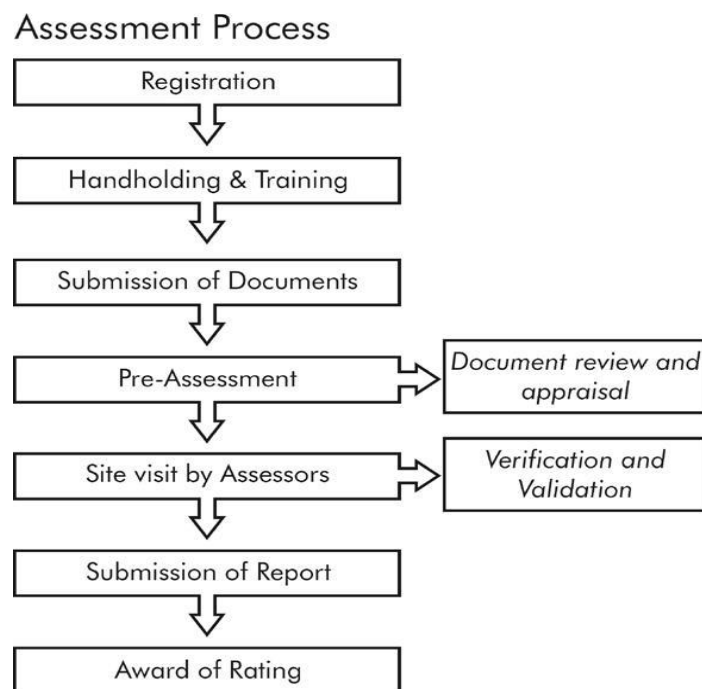 Assessment Process
Registration
Handholding & Training
Submission of Documents
Pre-Assessment
Document review and
appraisal
Site visit by Assessors
Verification and
Validation
Submission of Report
Award of Rating